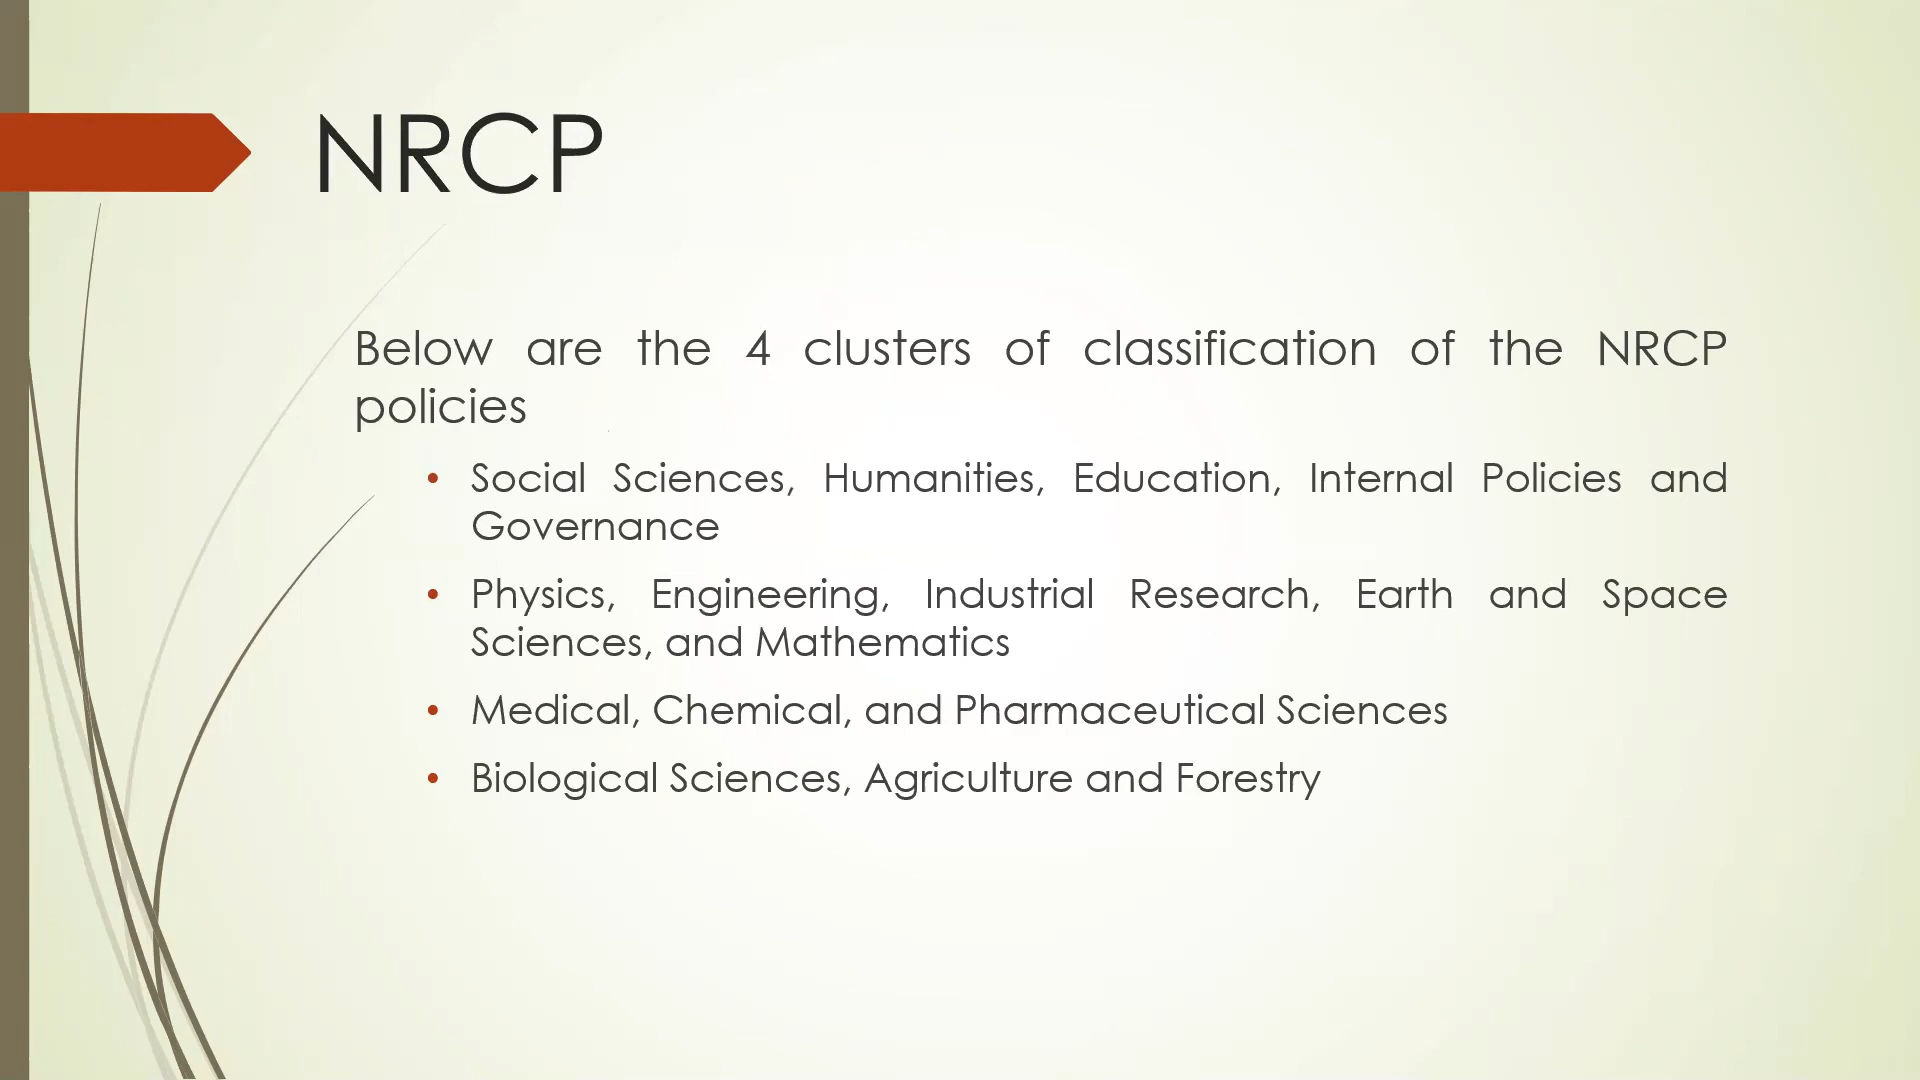 NRCP
Below are the 4 clusters of classification of the NRCP
policies
• Social Sciences, Humanities, Education, Internal Policies and
Governance
• Physics, Engineering, Industrial Research, Earth and Space
Sciences, and Mathematics
• Medical, Chemical, and Pharmaceutical Sciences
• Biological Sciences, Agriculture and Forestry